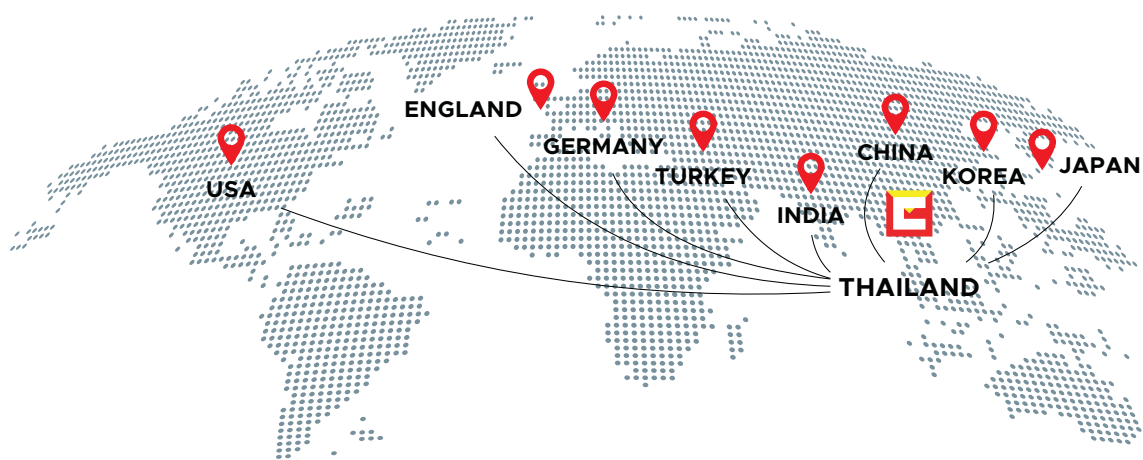 ENGLAND
GERMANY
TURKEY
CHINA
KOREA
JAPAN
USA
INDIA
THAILAND